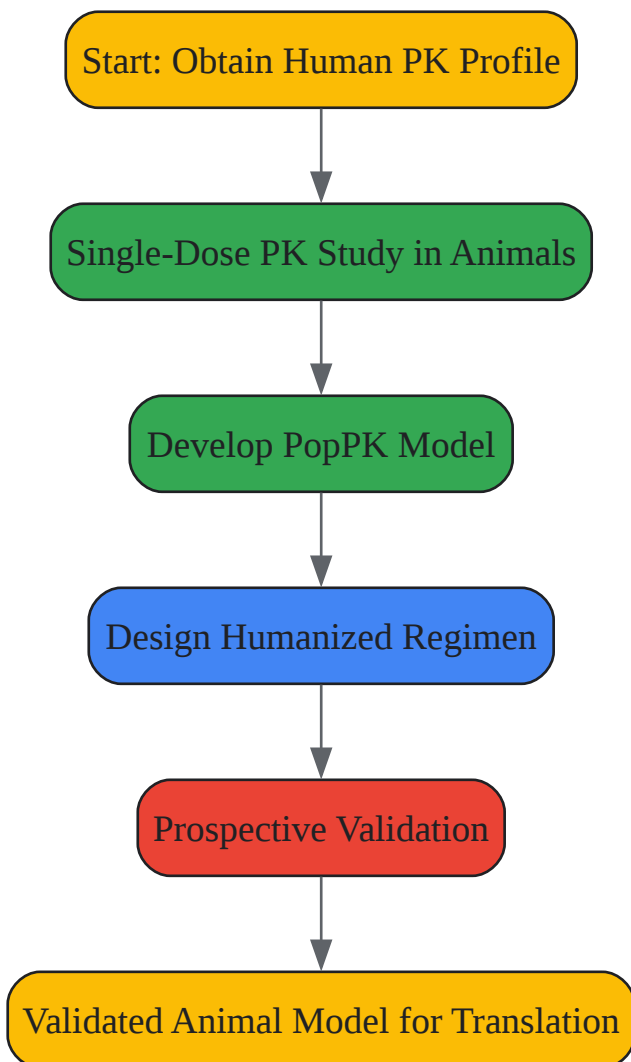 Start: Obtain Human PK Profile
Single-Dose PK Study in Animals
Develop PopPK Model
Design Humanized Regimen
Prospective Validation
Validated Animal Model for Translation